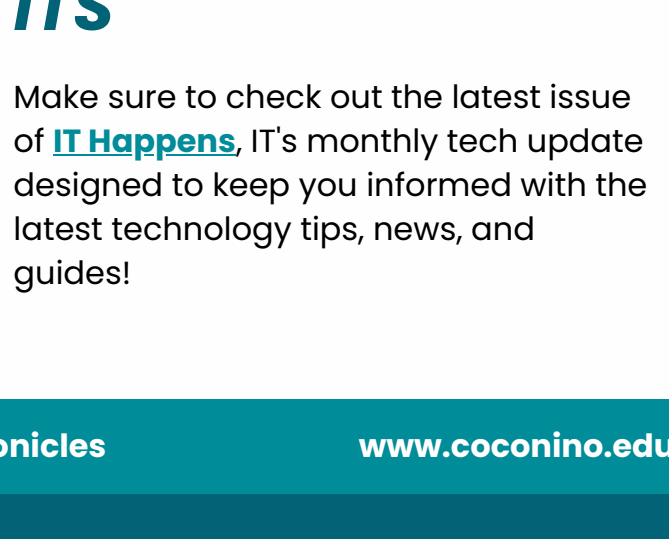 Make sure to check out the latest issue
of IT Happens, IT's monthly tech update
designed to keep you informed with the
latest technology tips, news, and
guides!
onicles
www.coconino.edu